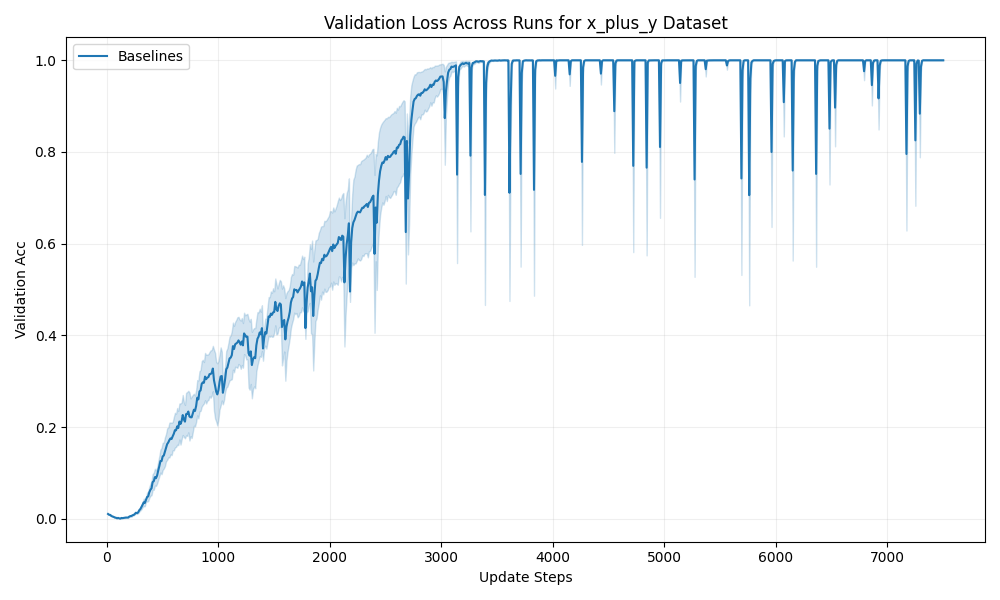 Validation Loss Across Runs for x_plus_y Dataset
Baselines
Validation Acc
1.0
0.8
0.6
0.4
0.2
0.0
0 1000 2000 3000 4000 5000 6000 7000
Update Steps